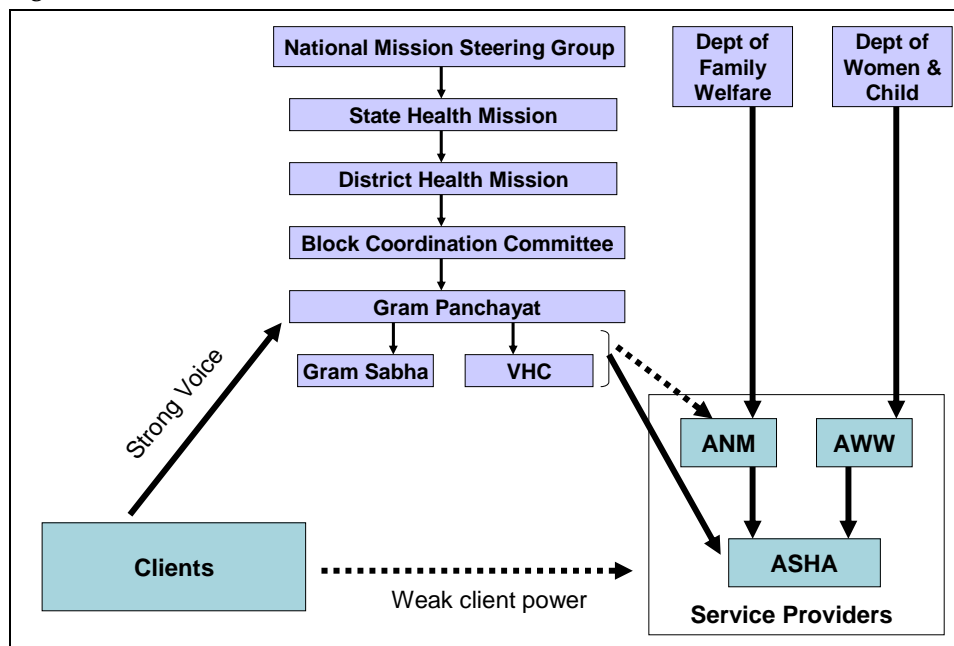 National Mission Steering Group
State Health Mission
District Health Mission
Block Coordination Committee
Gram Panchayat
Gram Sabha
VHC
Dept of
Family
Welfare
Dept of
Women &
Child
Strong Voice
Clients
Weak client power
ANM
AWW
ASHA
Service Providers